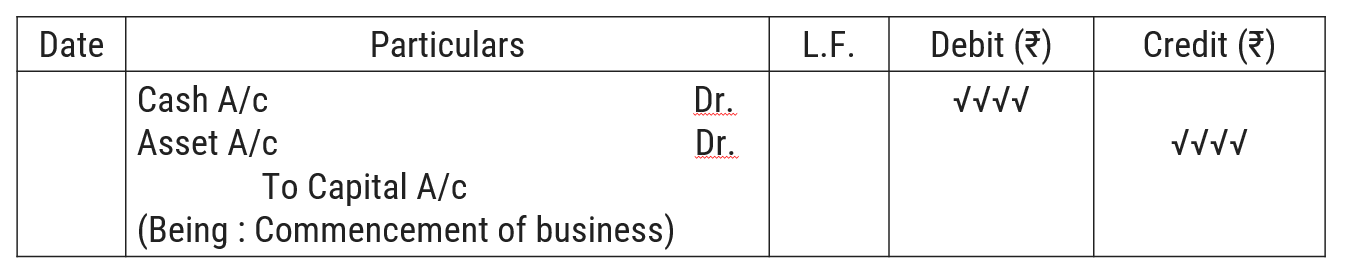 Date Particulars L.F. Debit (₹) Credit (₹)
Cash A/c Dr. √√√√
Asset A/c Dr. √√√√
To Capital A/c
(Being : Commencement of business)